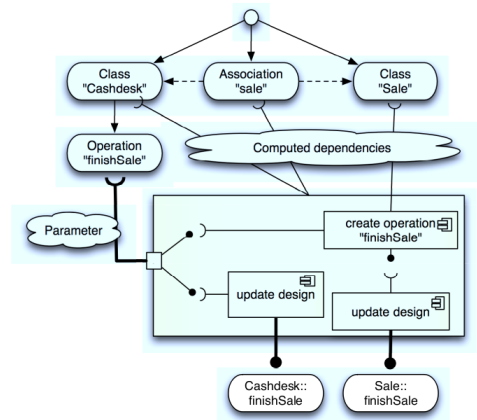 Class
"Cashdesk"
Association
"sale"
Class
"Sale"
Operation
"finishSale"
Computed dependencies
Parameter
create operation
"finishSale"
update design
update design
Cashdesk::
finishSale
Sale::
finishSale